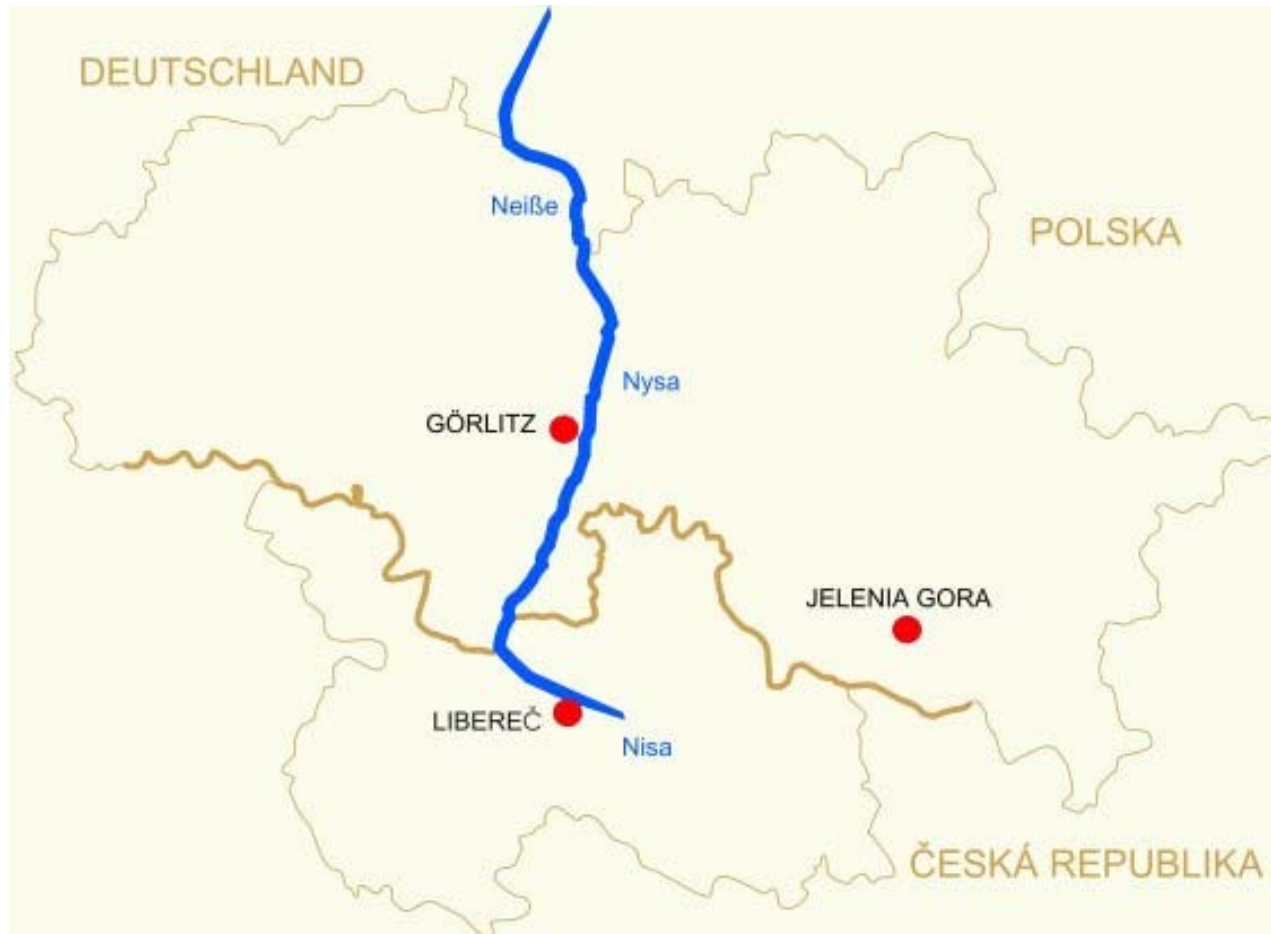 DEUTSCHLAND
Neiße
POLSKA
Nysa
GÖRLITZ
JELENIA GORA
LIBEREČ
Nisa
ČESKÁ REPUBLIKA